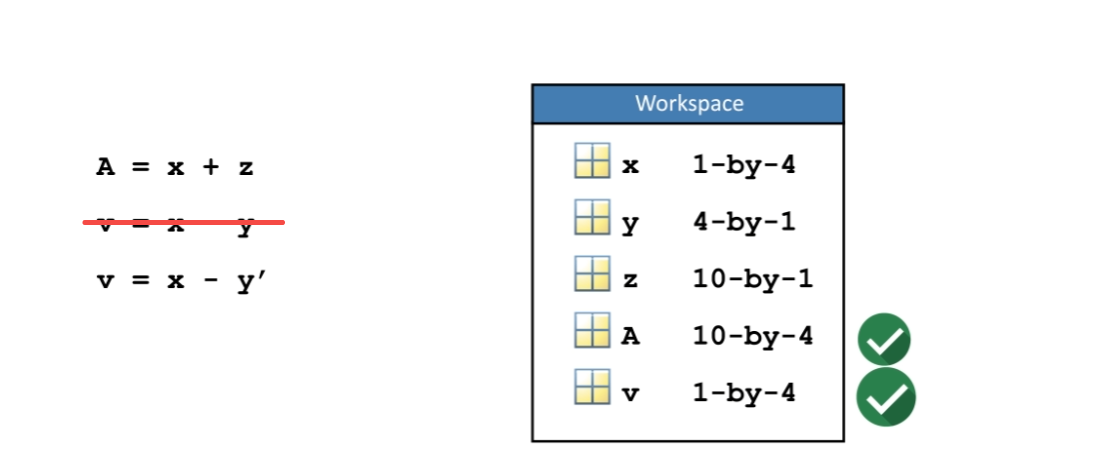 A = x + z
v = x - y
v = x - y'
Workspace
x 1-by-4
y 4-by-1
z 10-by-1
A 10-by-4
v 1-by-4